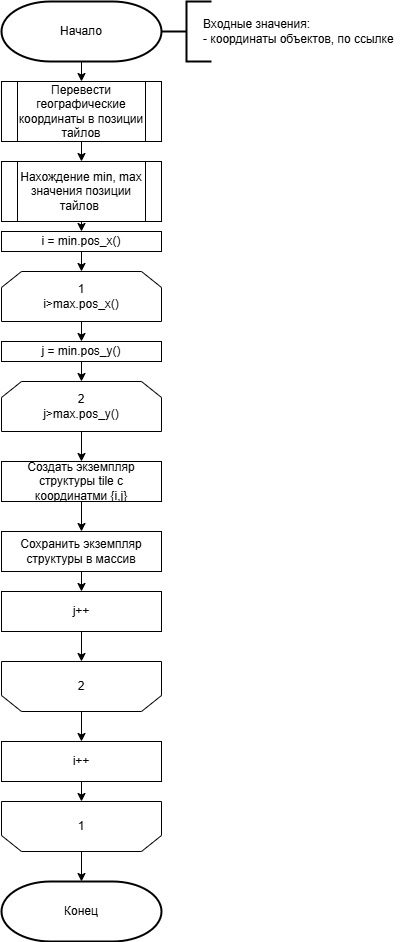 Начало
Входные значения:
- координаты объектов, по ссылке
Перевести
географические
координаты в позиции
тайлов
Нахождение min, max
значения позиции
тайлов
i = min.pos_x()
1
i>max.pos_x()
j = min.pos_y()
2
j>max.pos_y()
Создать экземпляр
структуры tile с
координатми {i,j}
Сохранить экземпляр
структуры в массив
j++
2
i++
1
Конец